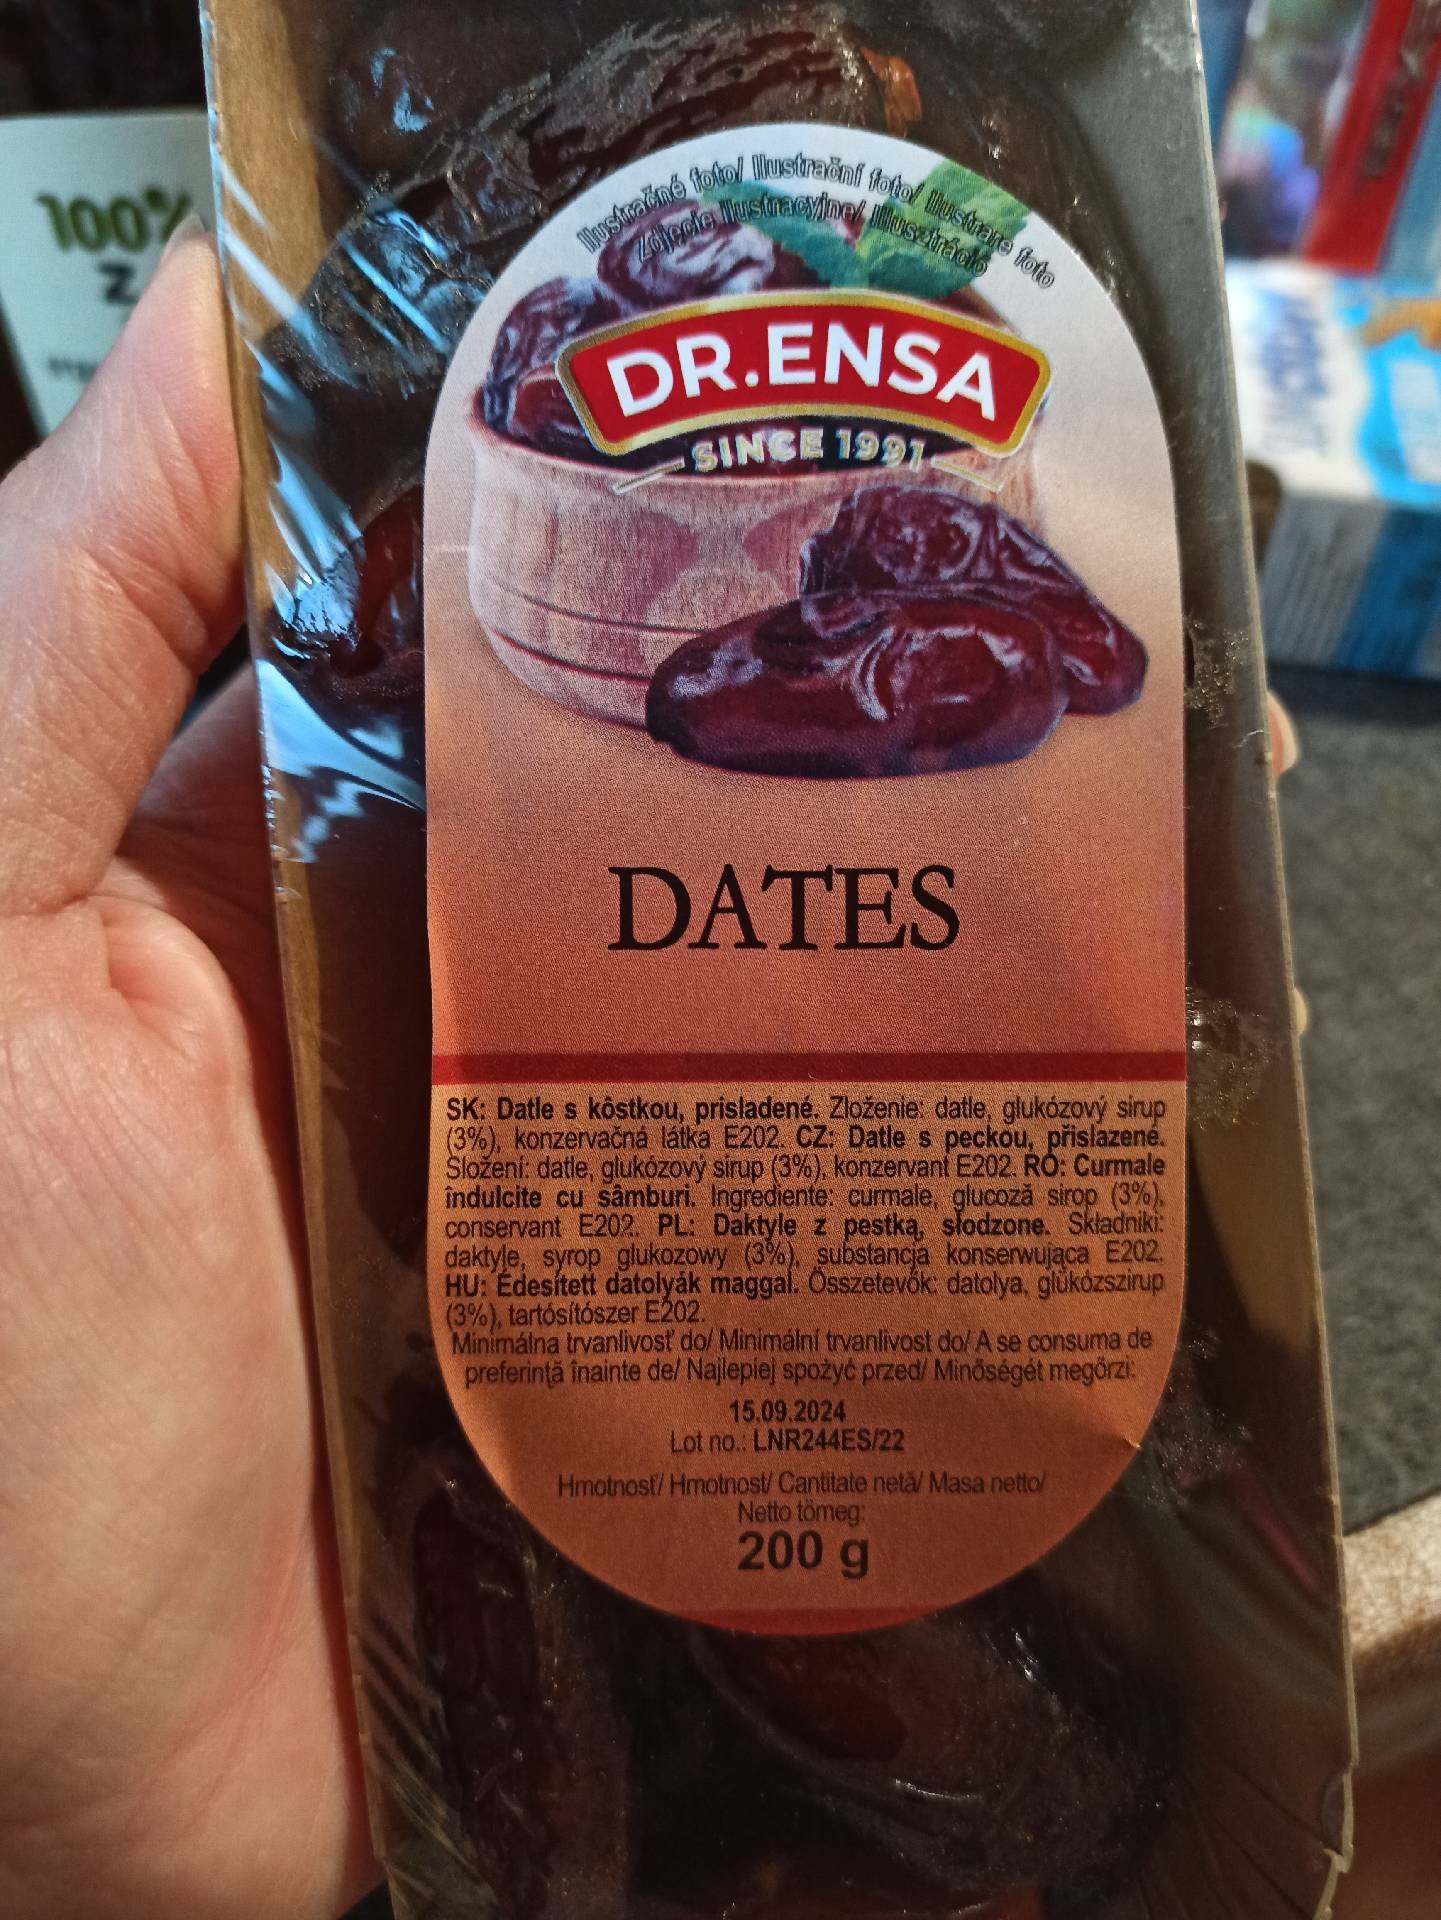 100%
Z
Ilustračné foto/ Ilustrační foto/ Ilustrare foto
Zdjęcie ilustracyjne/ Illusztráció
DR.ENSA
SINCE 1991
DATES
SK: Datle s kôstkou, prisladené. Zloženie: datle, glukózový sirup
(3%), konzervačná látka E202. CZ: Datle s peckou, přislazené.
Složení: datle, glukózový sirup (3%), konzervant E202. RO: Curmale
îndulcite cu sâmburi. Ingrediente: curmale, glucoză sirop (3%),
conservant E202. PL: Daktyle z pestką, słodzone. Składniki:
daktyle, syrop glukozowy (3%), substancja konserwująca E202.
HU: Édesített datolyák maggal. Összetevők: datolya, glükózszirup
(3%), tartósítószer E202.
Minimálna trvanlivosť do/ Minimální trvanlivost do/ A se consuma de
preferință înainte de/ Najlepiej spożyć przed/ Minőségét megőrzi:
15.09.2024
Lot no.: LNR244ES/22
Hmotnosť/ Hmotnost/ Cantitate netă/ Masa netto/
Netto tömeg:
200 g